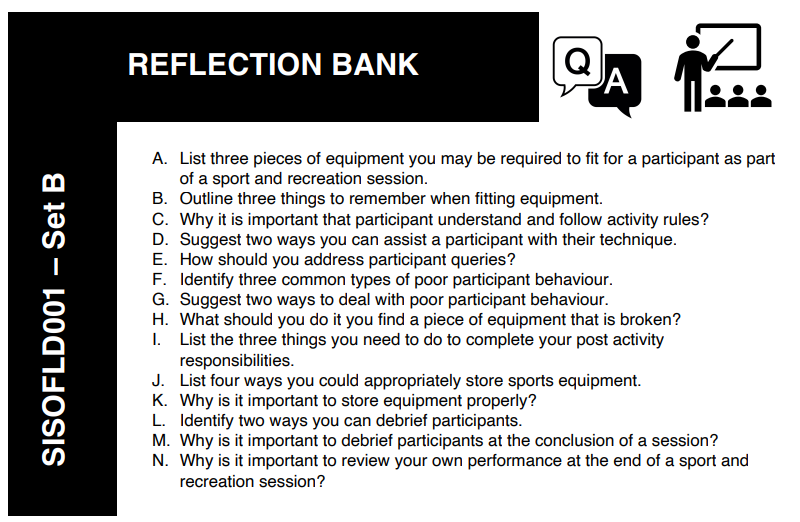 REFLECTION BANK
Q
A
SISOFLD001 – Set B
A. List three pieces of equipment you may be required to fit for a participant as part
of a sport and recreation session.
B. Outline three things to remember when fitting equipment.
C. Why it is important that participant understand and follow activity rules?
D. Suggest two ways you can assist a participant with their technique.
E. How should you address participant queries?
F. Identify three common types of poor participant behaviour.
G. Suggest two ways to deal with poor participant behaviour.
H. What should you do it you find a piece of equipment that is broken?
I. List the three things you need to do to complete your post activity
responsibilities.
J. List four ways you could appropriately store sports equipment.
K. Why is it important to store equipment properly?
L. Identify two ways you can debrief participants.
M. Why is it important to debrief participants at the conclusion of a session?
N. Why is it important to review your own performance at the end of a sport and
recreation session?